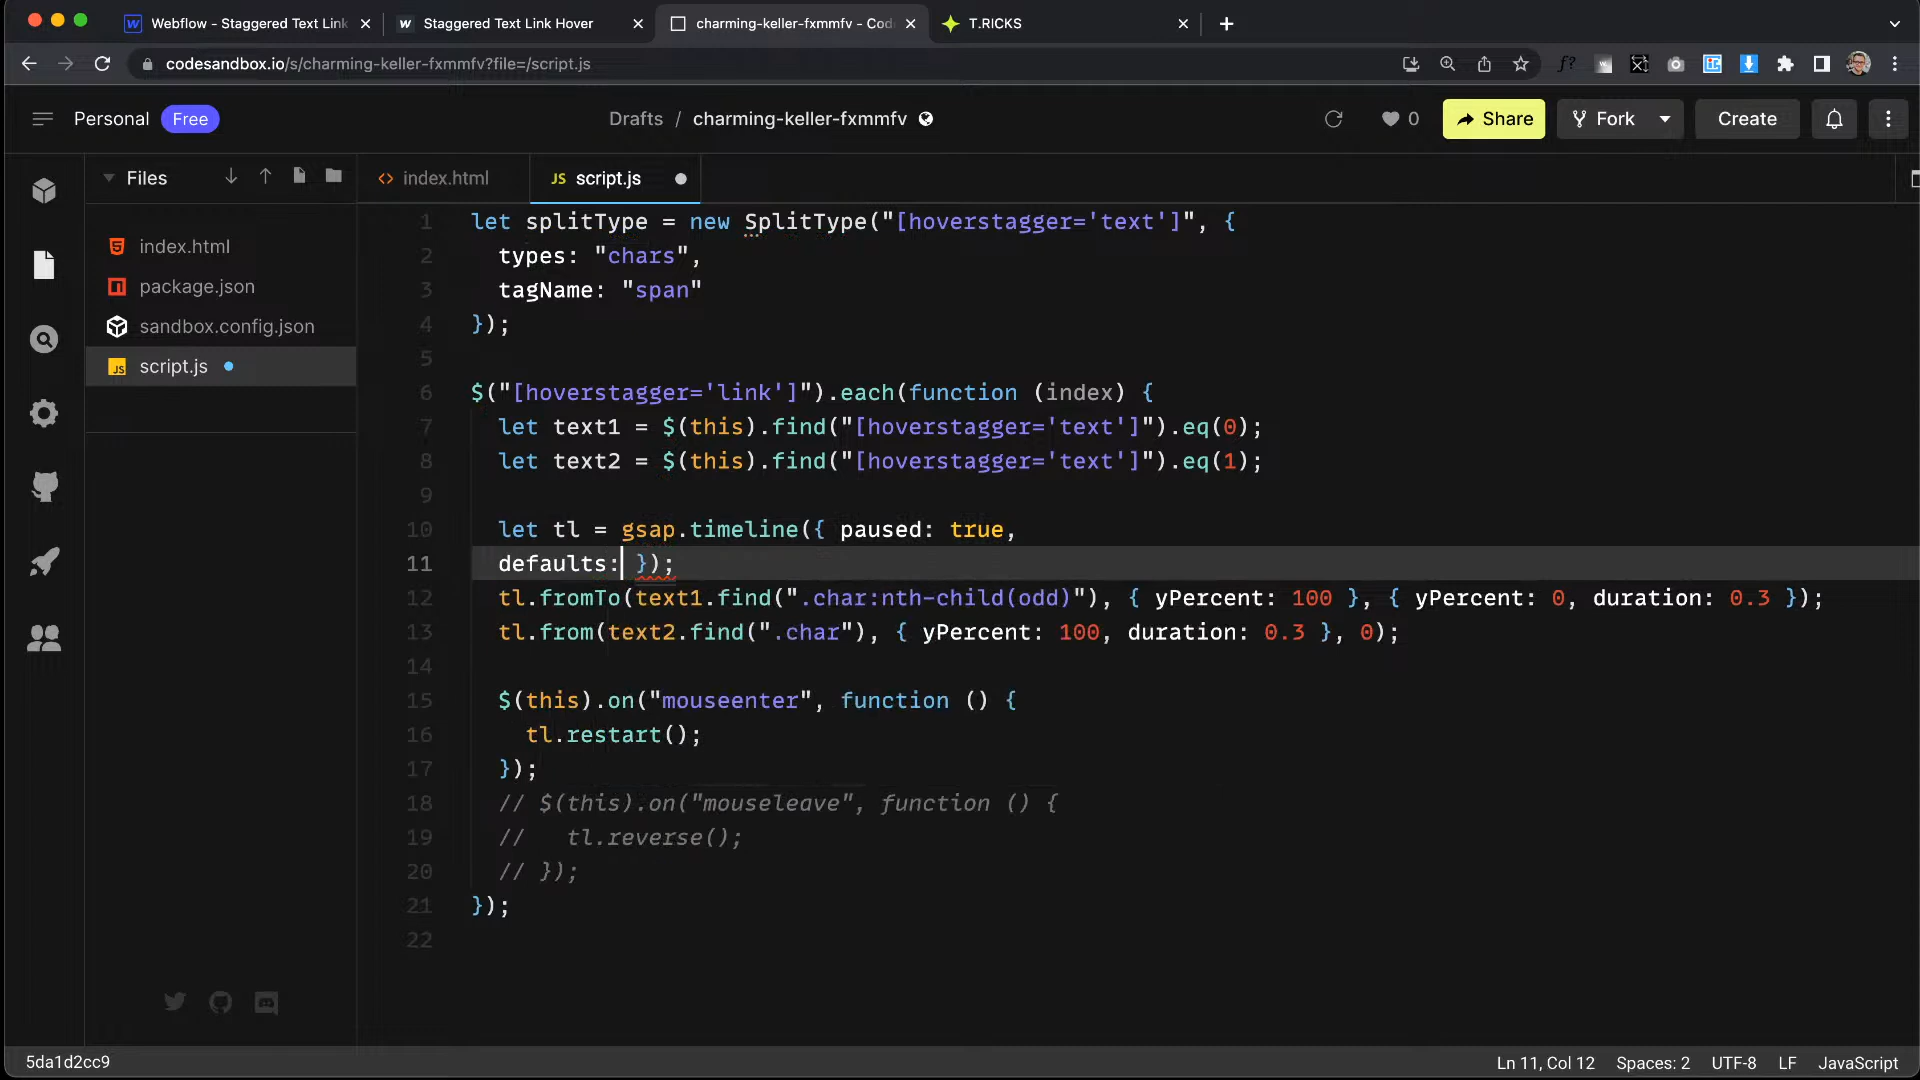 Webflow - Staggered Text Link
Staggered Text Link Hover
charming-keller-fxmmfv - Cod
T.RICKS
codesandbox.io/s/charming-keller-fxmmfv?file=/script.js
Personal
Free
Drafts / charming-keller-fxmmfv
0
Share
Fork
Create
Files
index.html
package.json
sandbox.config.json
script.js
<> index.html
JS script.js
1 let splitType = new SplitType("[hoverstagger='text']", {
2 types: "chars",
3 tagName: "span"
4 });
5
6 $("[hoverstagger='link']").each(function (index) {
7 let text1 = $(this).find("[hoverstagger='text']").eq(0);
8 let text2 = $(this).find("[hoverstagger='text']").eq(1);
9
10 let tl = gsap.timeline({ paused: true,
11 defaults: });
12 tl.fromTo(text1.find(".char:nth-child(odd)"), { yPercent: 100 }, { yPercent: 0, duration: 0.3 });
13 tl.from(text2.find(".char"), { yPercent: 100, duration: 0.3 }, 0);
14
15 $(this).on("mouseenter", function () {
16 tl.restart();
17 });
18 // $(this).on("mouseleave", function () {
19 // tl.reverse();
20 // });
21 });
22
5da1d2cc9
Ln 11, Col 12
Spaces: 2
UTF-8
LF
JavaScript